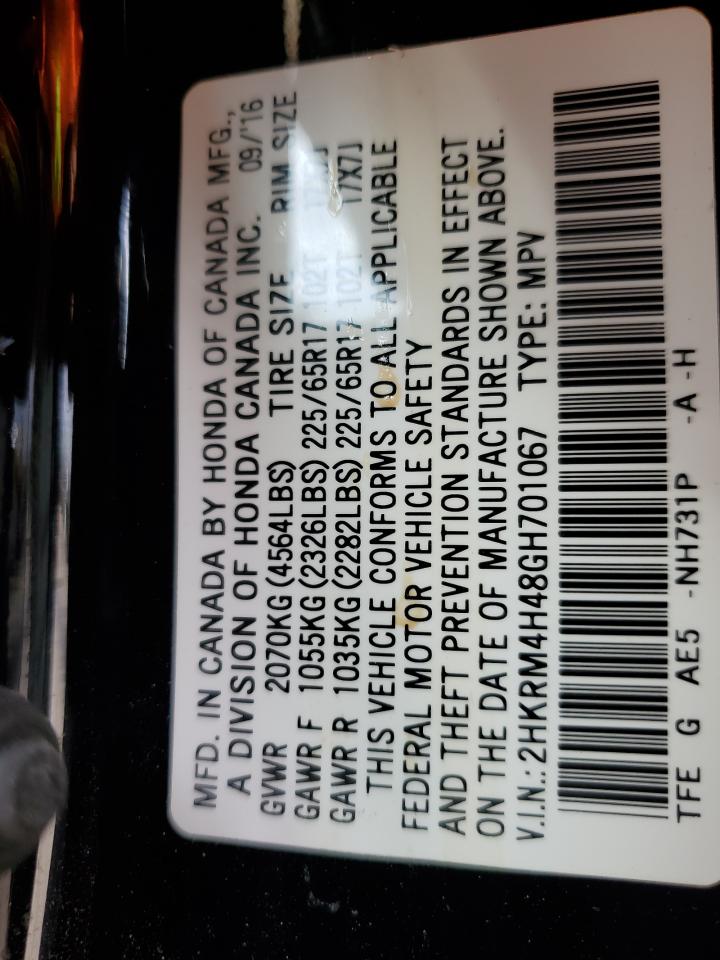 MFD. IN CANADA BY HONDA OF CANADA MFG.,
A DIVISION OF HONDA CANADA INC. 09/'16
GVWR 2070KG (4564LBS) TIRE SIZE RIM SIZE
GAWR F 1055KG (2326LBS) 225/65R17 102T 17X7J
GAWR R 1035KG (2282LBS) 225/65R17 102T 17X7J
THIS VEHICLE CONFORMS TO ALL APPLICABLE
FEDERAL MOTOR VEHICLE SAFETY
AND THEFT PREVENTION STANDARDS IN EFFECT
ON THE DATE OF MANUFACTURE SHOWN ABOVE.
V.I.N.: 2HKRM4H48GH701067 TYPE: MPV
TFE G AE5 -NH731P -A -H